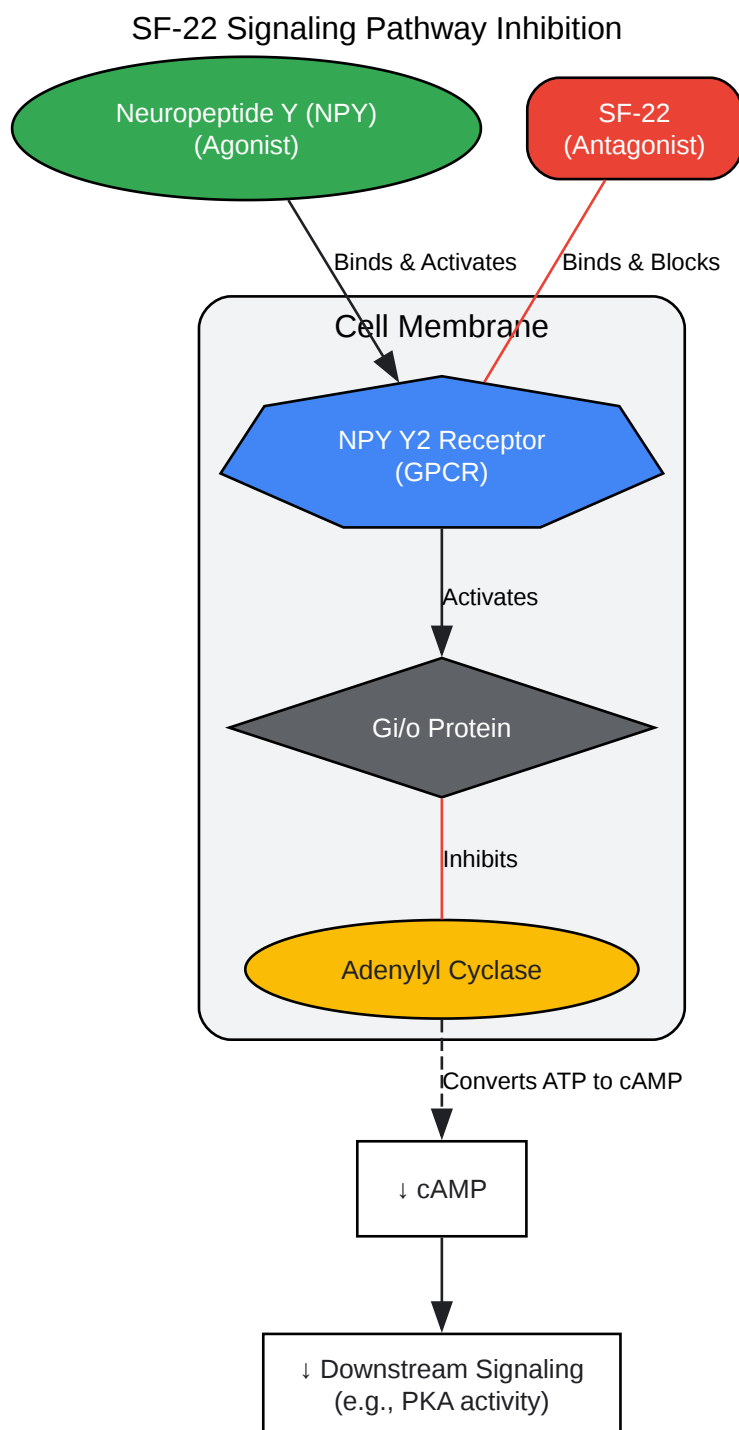 SF-22 Signaling Pathway Inhibition
Neuropeptide Y (NPY)
(Agonist)
SF-22
(Antagonist)
Binds & Activates
Binds & Blocks
Cell Membrane
NPY Y2 Receptor
(GPCR)
Activates
Gi/o Protein
Inhibits
Adenylyl Cyclase
Converts ATP to cAMP
↓ cAMP
↓ Downstream Signaling
(e.g., PKA activity)